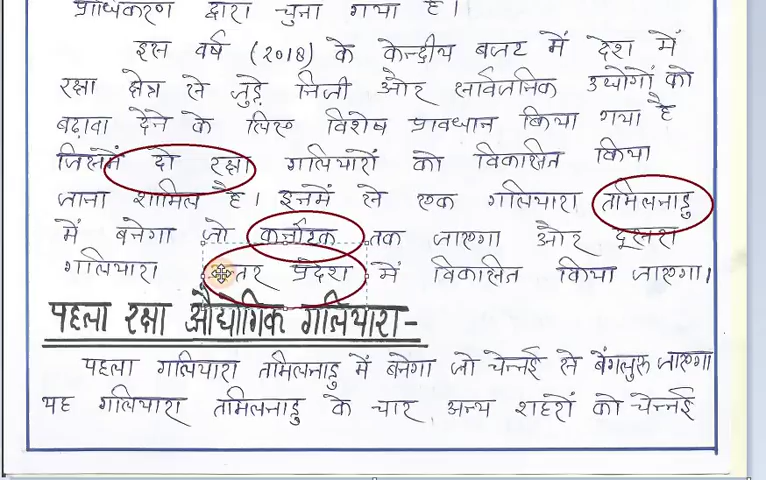 प्राधिकरण द्वारा चुना गया है।
इस वर्ष (2018) के केन्द्रीय बजट में देश में
रक्षा क्षेत्र से जुड़े निजी और सार्वजनिक उद्योगों को
बढ़ावा देने के लिए विशेष प्रावधान किया गया है
जिसमें दो रक्षा गलियारों को विकसित किया
जाना शामिल है। इनमें से एक गलियारा तमिलनाडु
में बनेगा जो कर्नाटक तक जाएगा और दूसरा
गलियारा त्तर प्रदेश में विकसित किया जाएगा।
पहला रक्षा औद्योगिक गलियारा-
पहला गलियारा तमिलनाडु में बनेगा जो चेन्नई से बेंगलुरु जाएगा
यह गलियारा तमिलनाडु के चार अन्य शहरों को चेन्नई